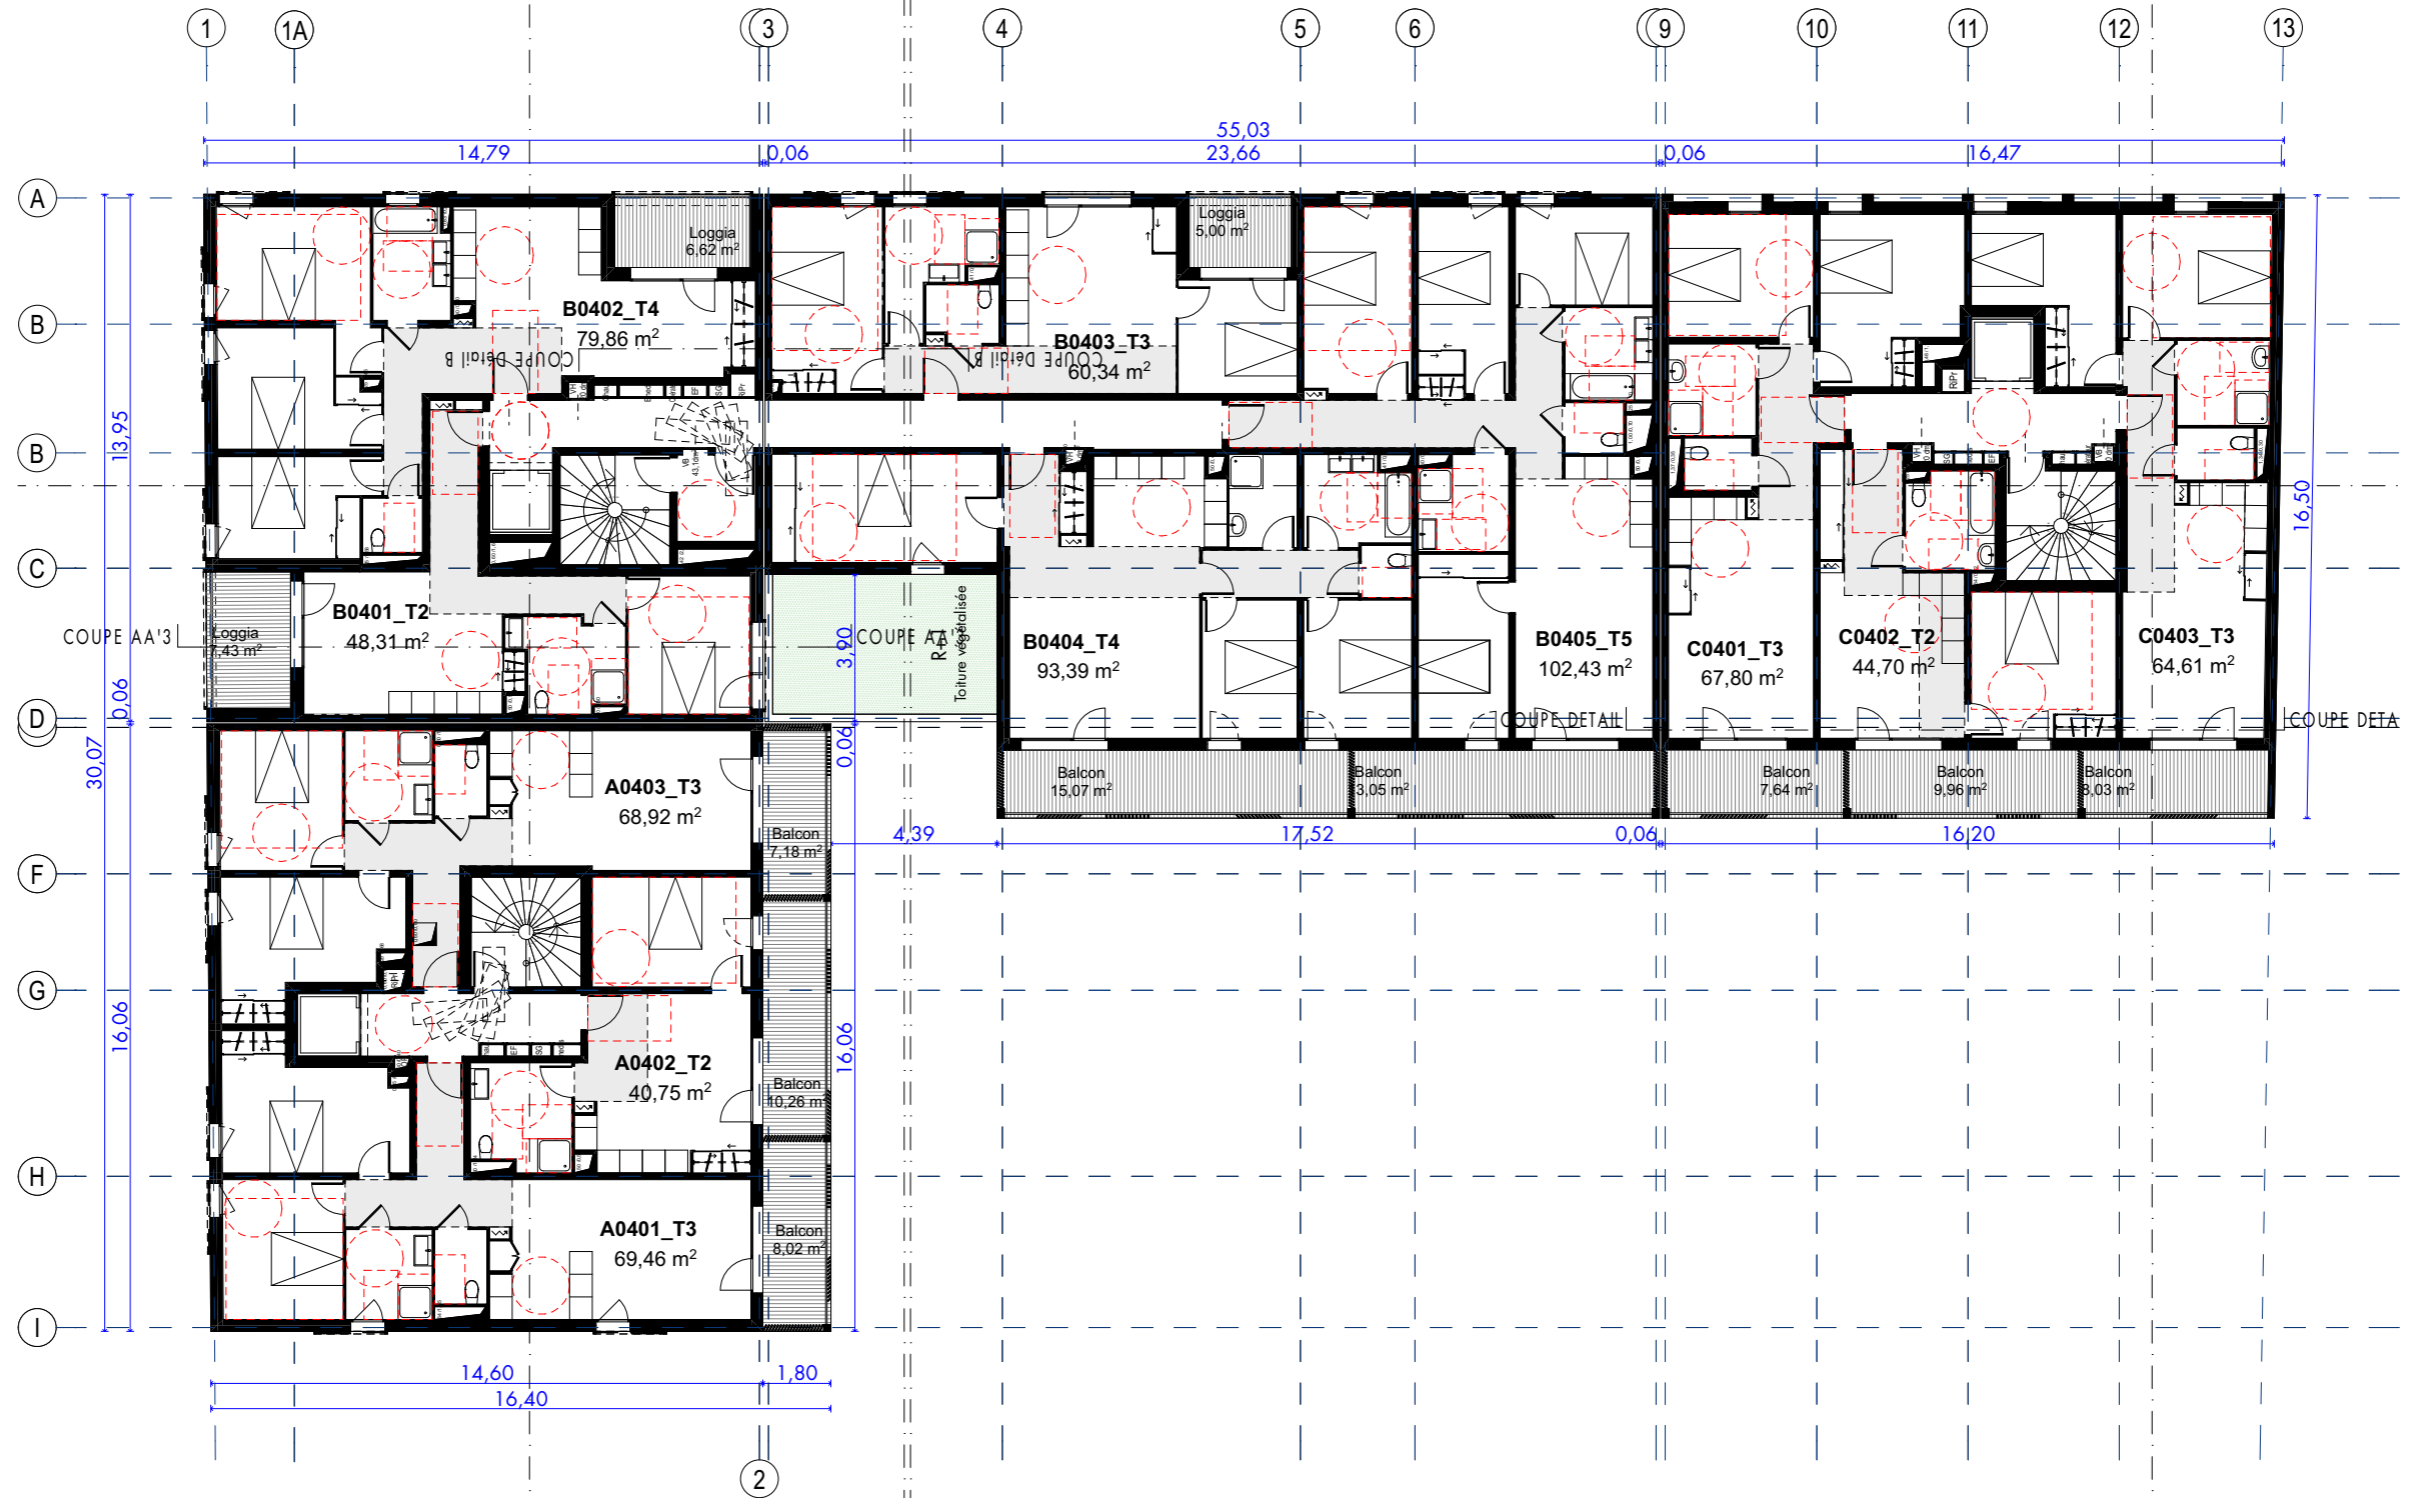 1
1A
3
4
5
6
9
10
11
12
13
55,03
14,79
0,06
23,66
0,06
16,47
A
B
B
C
D
F
G
H
I
2
13,95
0,06
30,07
16,06
16,50
Loggia
6,62 m²
B0402_T4
79,86 m²
COUPE Détail B
Loggia
5,00 m²
B0403_T3
60,34 m²
COUPE Détail B
RPr
RPr
VH
SG
EF
VB
COUPE AA'3
Loggia
7,43 m²
B0401_T2
48,31 m²
3,90
COUPE AA'3
Toiture végétalisée
B0404_T4
93,39 m²
B0405_T5
102,43 m²
C0401_T3
67,80 m²
C0402_T2
44,70 m²
C0403_T3
64,61 m²
COUPE DETAIL
COUPE DETA
Balcon
15,07 m²
Balcon
3,05 m²
Balcon
7,64 m²
Balcon
9,96 m²
Balcon
8,03 m²
0,06
4,39
17,52
0,06
16,20
A0403_T3
68,92 m²
Balcon
7,18 m²
A0402_T2
40,75 m²
Balcon
10,26 m²
16,06
A0401_T3
69,46 m²
Balcon
8,02 m²
14,60
1,80
16,40